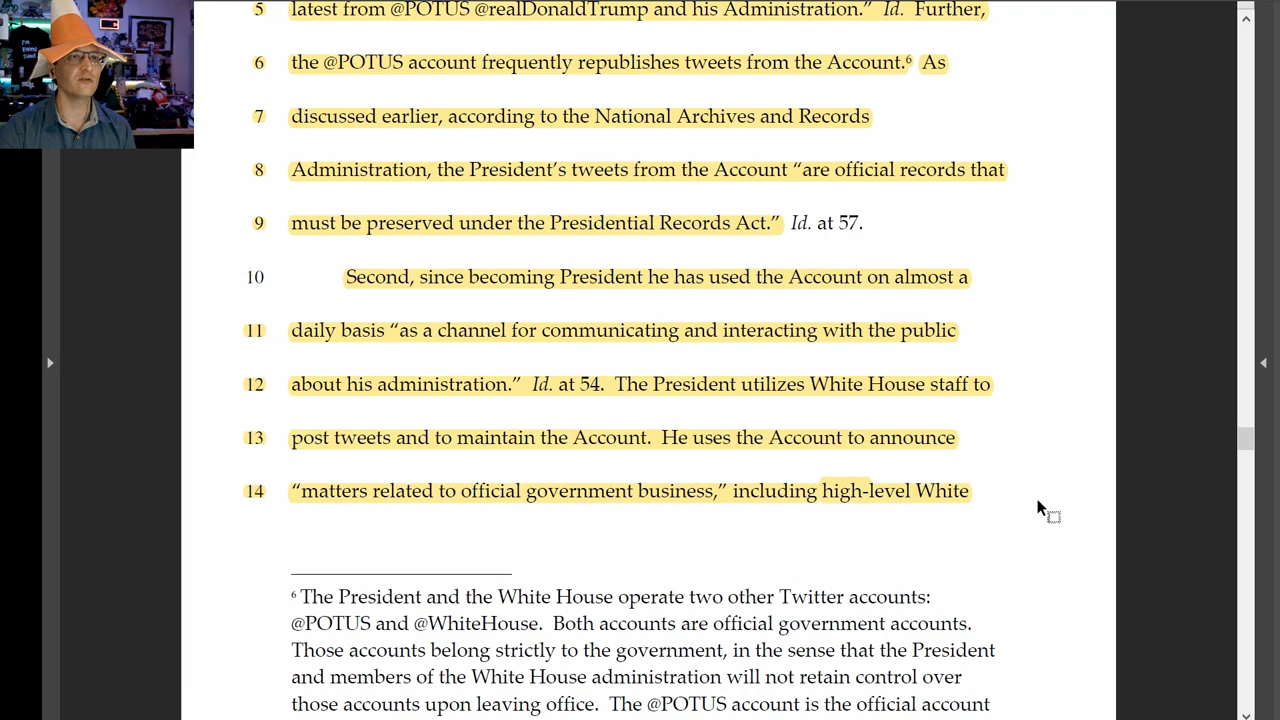 5 latest from @POTUS @realDonaldTrump and his Administration.” Id. Further,
6 the @POTUS account frequently republishes tweets from the Account.⁶ As
7 discussed earlier, according to the National Archives and Records
8 Administration, the President’s tweets from the Account “are official records that
9 must be preserved under the Presidential Records Act.” Id. at 57.
10 Second, since becoming President he has used the Account on almost a
11 daily basis “as a channel for communicating and interacting with the public
12 about his administration.” Id. at 54. The President utilizes White House staff to
13 post tweets and to maintain the Account. He uses the Account to announce
14 “matters related to official government business,” including high-level White
⁶ The President and the White House operate two other Twitter accounts:
@POTUS and @WhiteHouse. Both accounts are official government accounts.
Those accounts belong strictly to the government, in the sense that the President
and members of the White House administration will not retain control over
those accounts upon leaving office. The @POTUS account is the official account